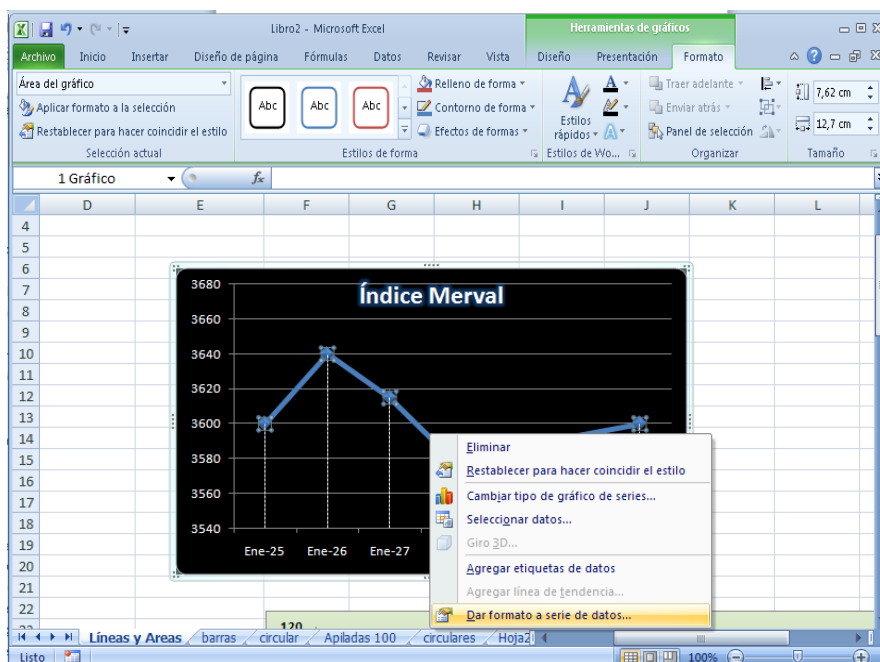 Libro2 - Microsoft Excel
Herramientas de gráficos
Archivo Inicio Insertar Diseño de página Fórmulas Datos Revisar Vista Diseño Presentación Formato
Área del gráfico
Aplicar formato a la selección
Restablecer para hacer coincidir el estilo
Selección actual
Abc Abc Abc
Relleno de forma
Contorno de forma
Efectos de formas
Estilos de forma
Estilos rápidos
Estilos de Wo...
Traer adelante
Enviar atrás
Panel de selección
Organizar
7,62 cm
12,7 cm
Tamaño
1 Gráfico
fx
D E F G H I J K L
4
5
6
7
8
9
10
11
12
13
14
15
16
17
18
19
20
21
22
Índice Merval
3680
3660
3640
3620
3600
3580
3560
3540
Ene-25 Ene-26 Ene-27
Eliminar
Restablecer para hacer coincidir el estilo
Cambiar tipo de gráfico de series...
Seleccionar datos...
Giro 3D...
Agregar etiquetas de datos
Agregar línea de tendencia...
Dar formato a serie de datos...
120
Líneas y Areas barras circular Apiladas 100 circulares Hoja2
Listo
100%